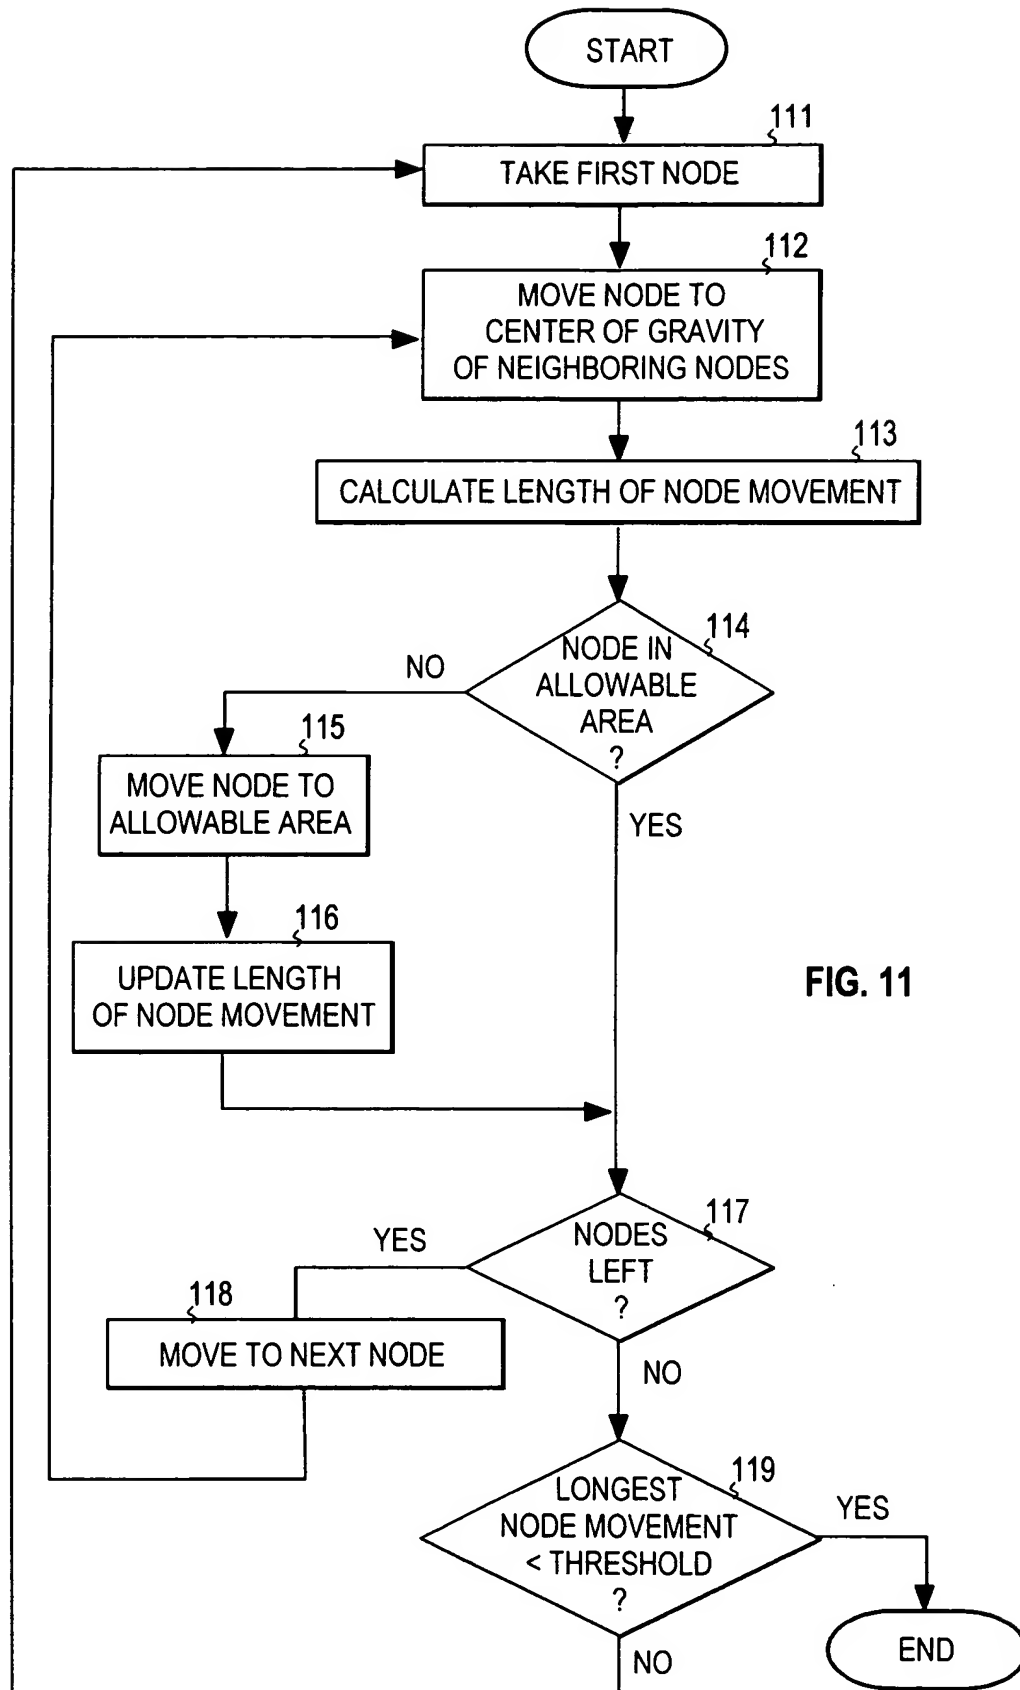 START
111
TAKE FIRST NODE
112
MOVE NODE TO
CENTER OF GRAVITY
OF NEIGHBORING NODES
113
CALCULATE LENGTH OF NODE MOVEMENT
114
NODE IN
ALLOWABLE
AREA
?
NO
YES
115
MOVE NODE TO
ALLOWABLE AREA
116
UPDATE LENGTH
OF NODE MOVEMENT
FIG. 11
117
NODES
LEFT
?
YES
NO
118
MOVE TO NEXT NODE
119
LONGEST
NODE MOVEMENT
< THRESHOLD
?
YES
NO
END